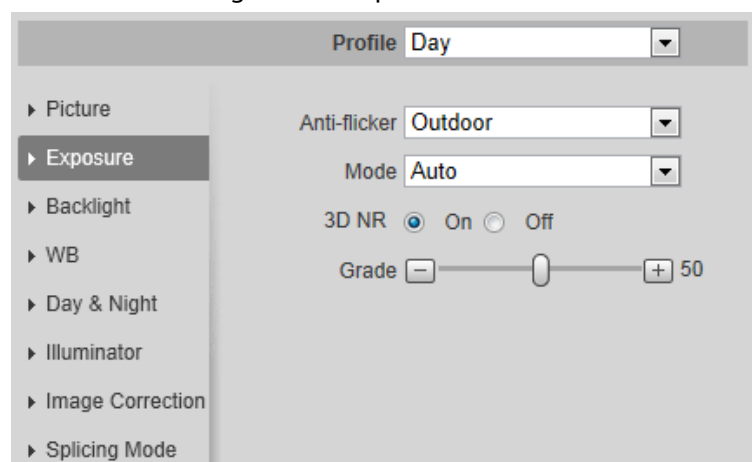 Profile Day
Picture
Anti-flicker Outdoor
Exposure
Mode Auto
Backlight
3D NR On Off
WB
Grade 50
Day & Night
Illuminator
Image Correction
Splicing Mode